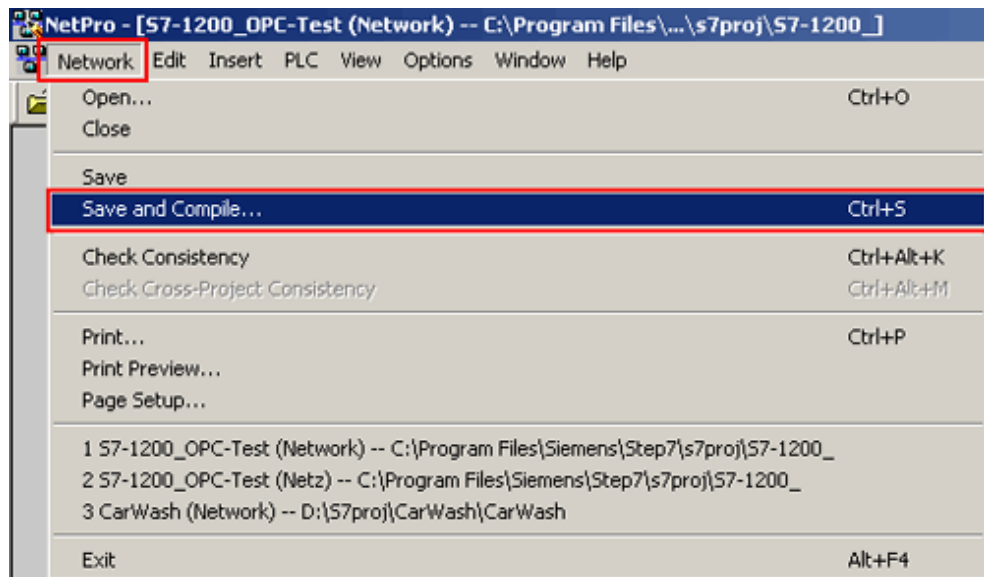 NetPro - [S7-1200_OPC-Test (Network) -- C:\Program Files\...\s7proj\S7-1200_]
Network Edit Insert PLC View Options Window Help
Open... Ctrl+O
Close
Save
Save and Compile... Ctrl+S
Check Consistency Ctrl+Alt+K
Check Cross-Project Consistency Ctrl+Alt+M
Print... Ctrl+P
Print Preview...
Page Setup...
1 S7-1200_OPC-Test (Network) -- C:\Program Files\Siemens\Step7\s7proj\S7-1200_
2 S7-1200_OPC-Test (Netz) -- C:\Program Files\Siemens\Step7\s7proj\S7-1200_
3 CarWash (Network) -- D:\S7proj\CarWash\CarWash
Exit Alt+F4